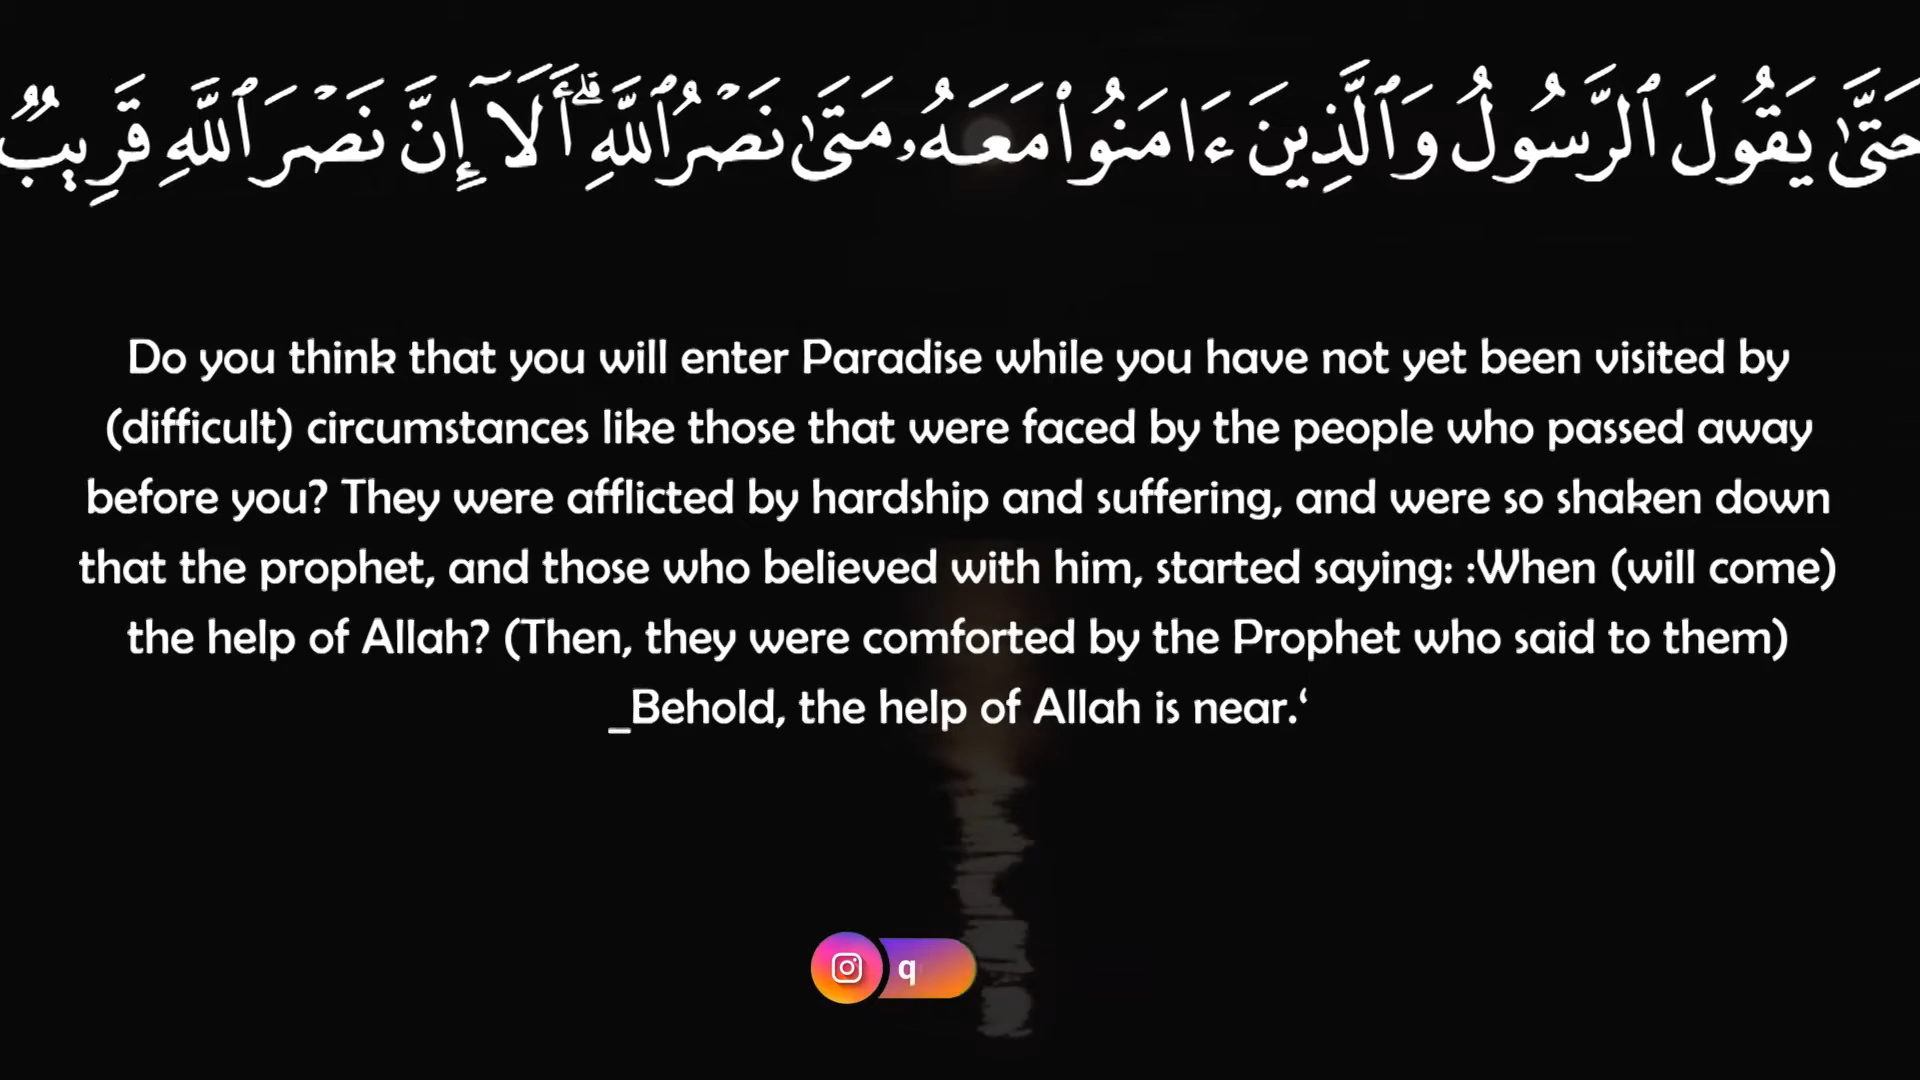 حَتَّىٰ يَقُولَ ٱلرَّسُولُ وَٱلَّذِينَ ءَامَنُوا۟ مَعَهُۥ مَتَىٰ نَصْرُ ٱللَّهِ ۗ أَلَآ إِنَّ نَصْرَ ٱللَّهِ قَرِيبٌ
Do you think that you will enter Paradise while you have not yet been visited by
(difficult) circumstances like those that were faced by the people who passed away
before you? They were afflicted by hardship and suffering, and were so shaken down
that the prophet, and those who believed with him, started saying: :When (will come)
the help of Allah? (Then, they were comforted by the Prophet who said to them)
_Behold, the help of Allah is near.‘
q